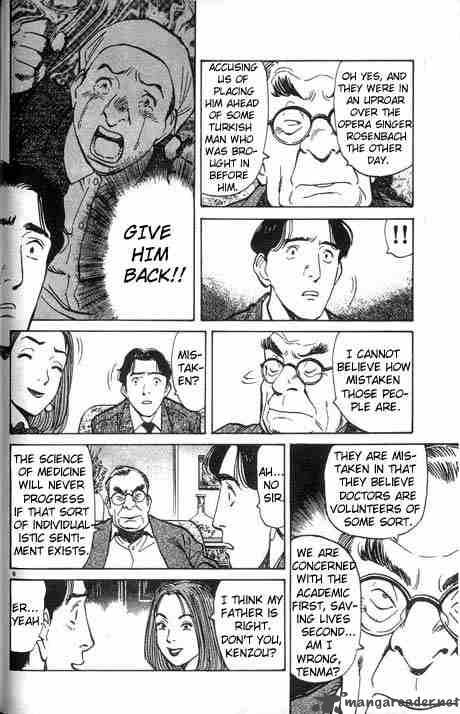 OH YES, AND
THEY WERE IN
AN UPROAR
OVER THE
OPERA SINGER
ROSENBACH
THE OTHER
DAY.
ACCUSING
US OF
PLACING
HIM AHEAD
OF SOME
TURKISH
MAN WHO
WAS BRO-
UGHT IN
BEFORE
HIM.
!!
GIVE
HIM
BACK!!
I CANNOT
BELIEVE HOW
MISTAKEN
THOSE
PEOPLE
ARE.
MIS-
TAK-
EN?
THEY ARE MIS-
TAKEN IN THAT
THEY BELIEVE
DOCTORS ARE
VOLUNTEERS OF
SOME SORT.
WE ARE
CONCERNED
WITH THE
ACADEMIC
FIRST, SAV-
ING LIVES
SECOND...
AM I
WRONG,
TENMA?
AH...
NO
SIR.
THE SCIENCE
OF MEDICINE
WILL NEVER
PROGRESS
IF THAT SORT
OF INDIVIDUAL-
ISTIC SENTI-
MENT EXISTS.
I THINK MY
FATHER IS
RIGHT.
DON'T YOU,
KENZOU?
ER...
YEAH.
mangareader.net